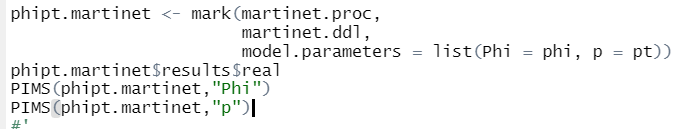 phipt.martinet <- mark(martinet.proc,
martinet.ddl,
model.parameters = list(Phi = phi, p = pt))
phipt.martinet$results$real
PIMS(phipt.martinet,"Phi")
PIMS(phipt.martinet,"p")
#'